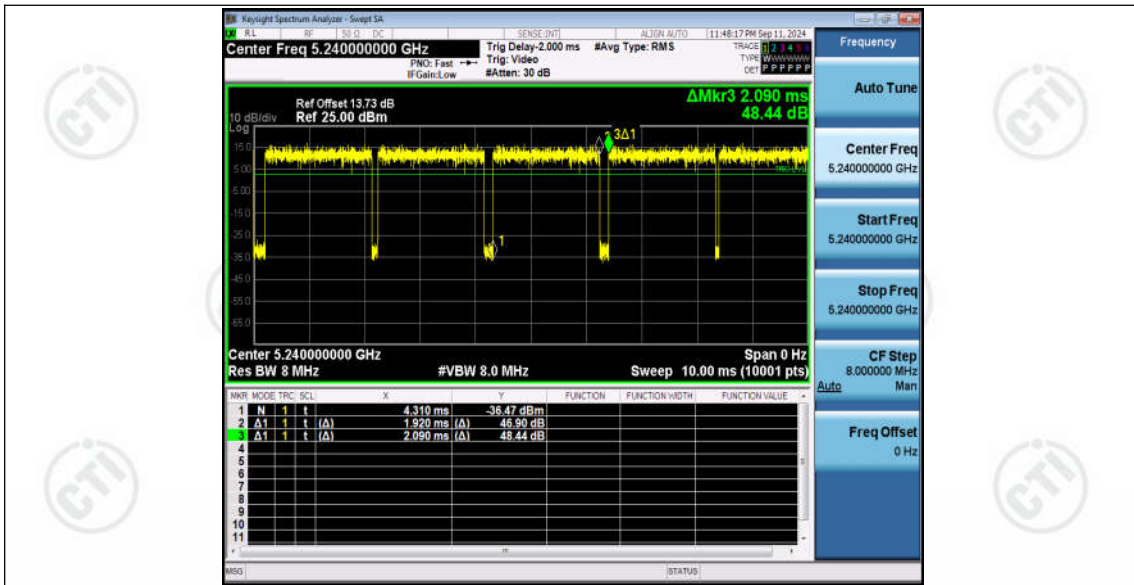 Keysight Spectrum Analyzer - Swept SA
RL RF 50 Ω DC SENSE:INT ALIGN AUTO 11:48:17 PM Sep 11, 2024
Center Freq 5.240000000 GHz
PNO: Fast
IFGain:Low
Trig Delay-2.000 ms
Trig: Video
#Atten: 30 dB
#Avg Type: RMS
TRACE 1 2 3 4 5 6
TYPE WWWWWW
DET P P P P P P
Frequency
Auto Tune
Center Freq
5.240000000 GHz
Start Freq
5.240000000 GHz
Stop Freq
5.240000000 GHz
CF Step
8.000000 MHz
Auto Man
Freq Offset
0 Hz
ΔMkr3 2.090 ms
48.44 dB
Ref Offset 13.73 dB
10 dB/div Ref 25.00 dBm
Log
15.0
5.00
-5.00
-15.0
-25.0
-35.0
-45.0
-55.0
-65.0
3Δ1
TRIG LVL
1
Center 5.240000000 GHz Span 0 Hz
Res BW 8 MHz #VBW 8.0 MHz Sweep 10.00 ms (10001 pts)
MKR MODE TRC SCL X Y FUNCTION FUNCTION WIDTH FUNCTION VALUE
1 N 1 t 4.310 ms -36.47 dBm
2 Δ1 1 t (Δ) 1.920 ms (Δ) 46.90 dB
3 Δ1 1 t (Δ) 2.090 ms (Δ) 48.44 dB
4
5
6
7
8
9
10
11
MSG STATUS
CTI
CTI
CTI
CTI